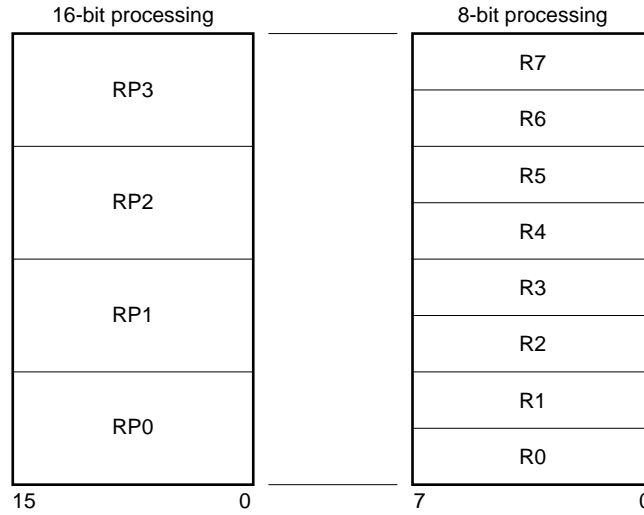 16-bit processing
8-bit processing
RP3
RP2
RP1
RP0
R7
R6
R5
R4
R3
R2
R1
R0
15 0
7 0